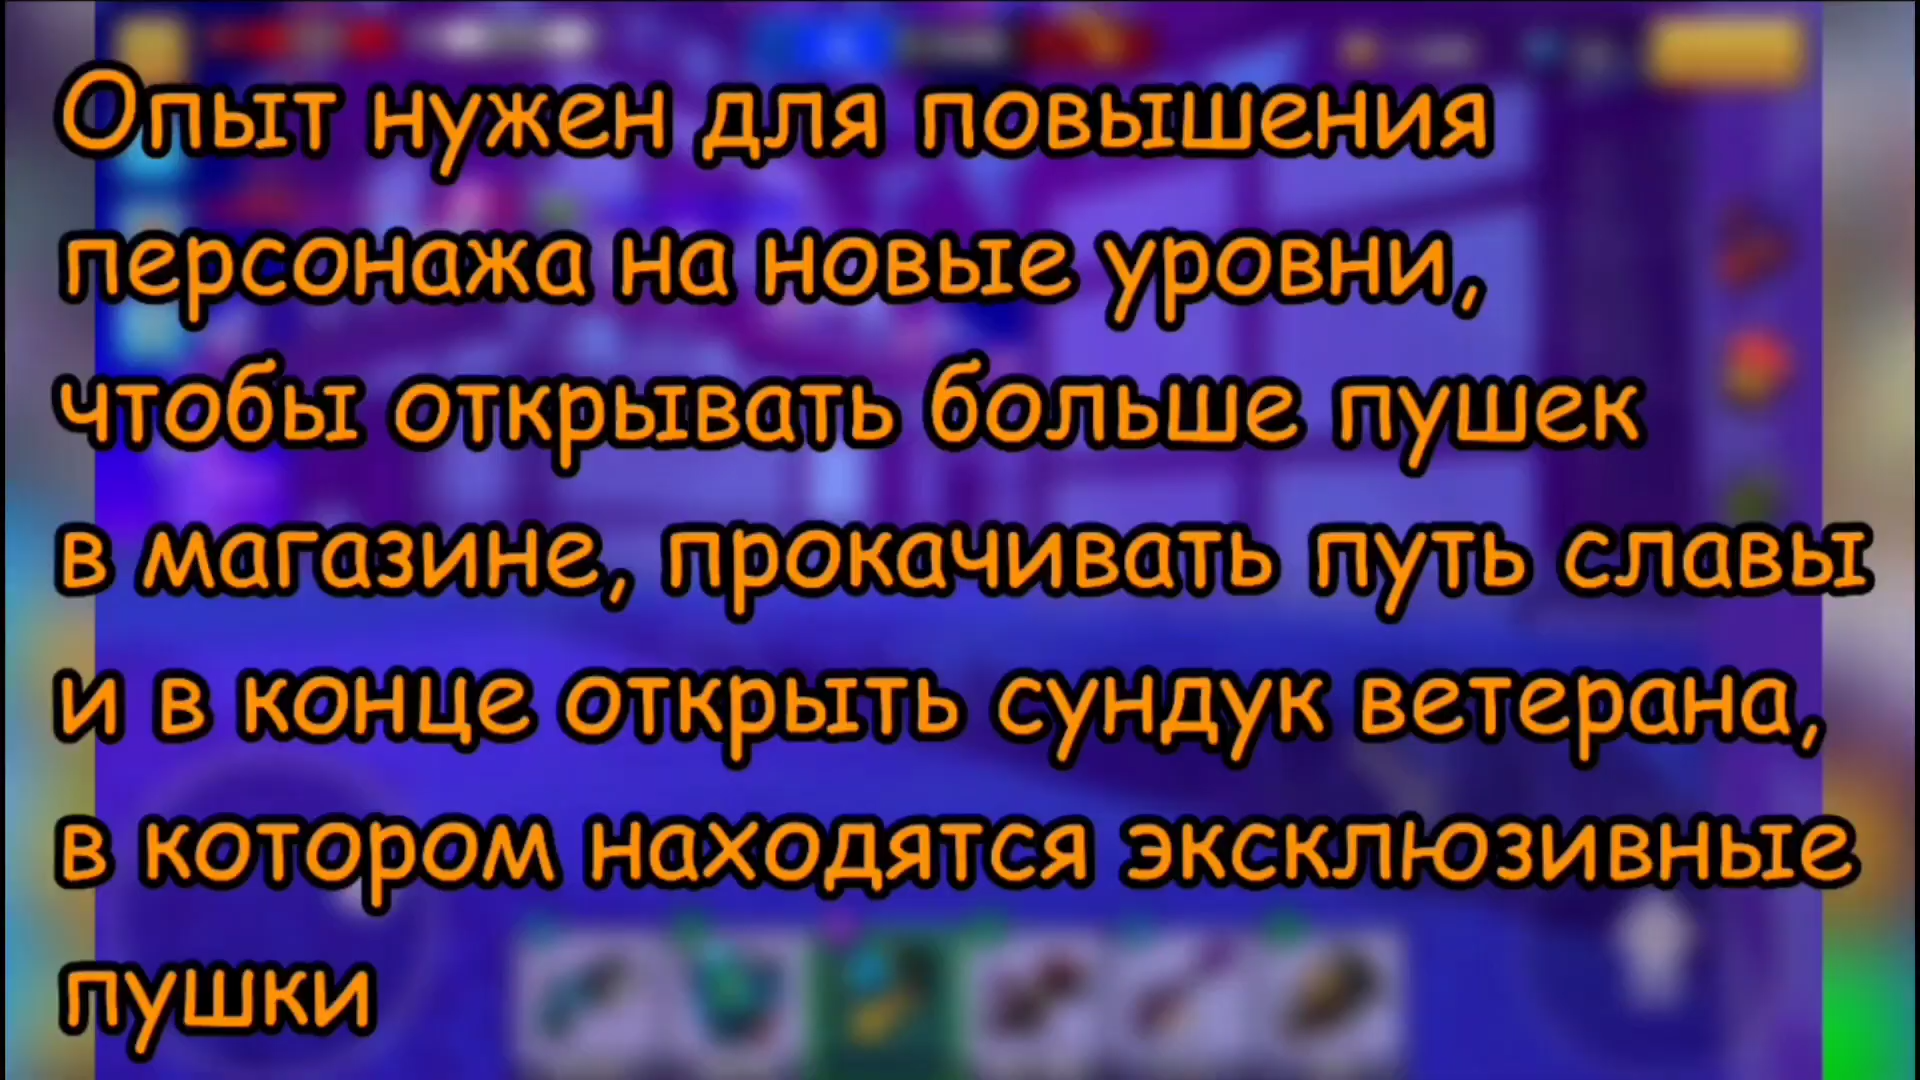 Опыт нужен для повышения
персонажа на новые уровни,
чтобы открывать больше пушек
в магазине, прокачивать путь славы
и в конце открыть сундук ветерана,
в котором находятся эксклюзивные
пушки